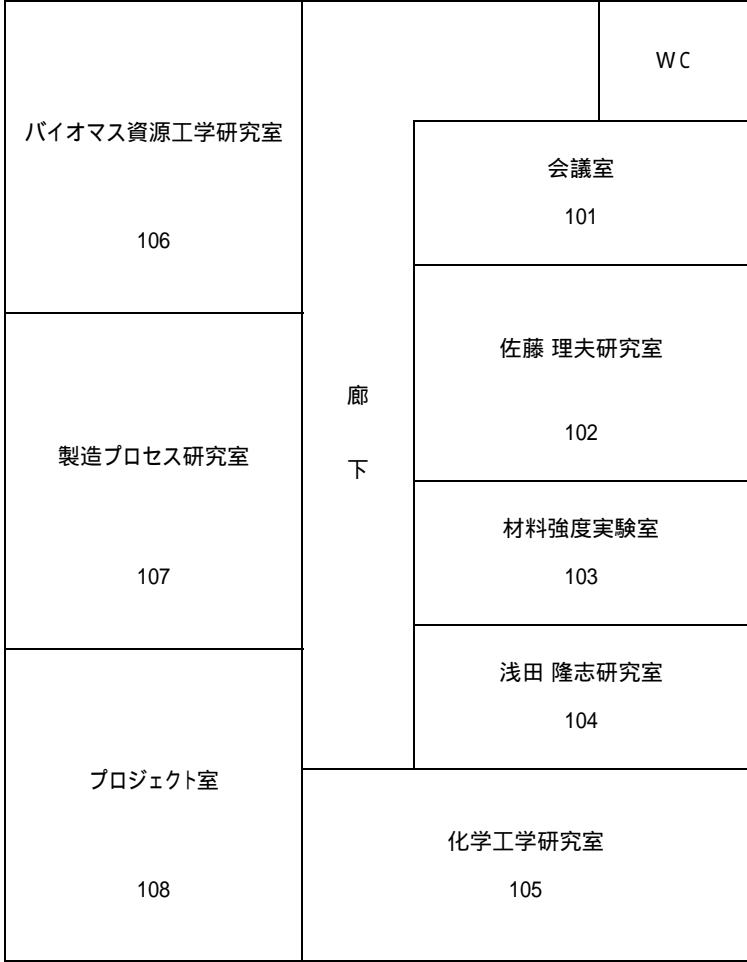 WC
バイオマス資源工学研究室
106
会議室
101
佐藤 理夫研究室
102
廊
下
製造プロセス研究室
107
材料強度実験室
103
浅田 隆志研究室
104
プロジェクト室
108
化学工学研究室
105